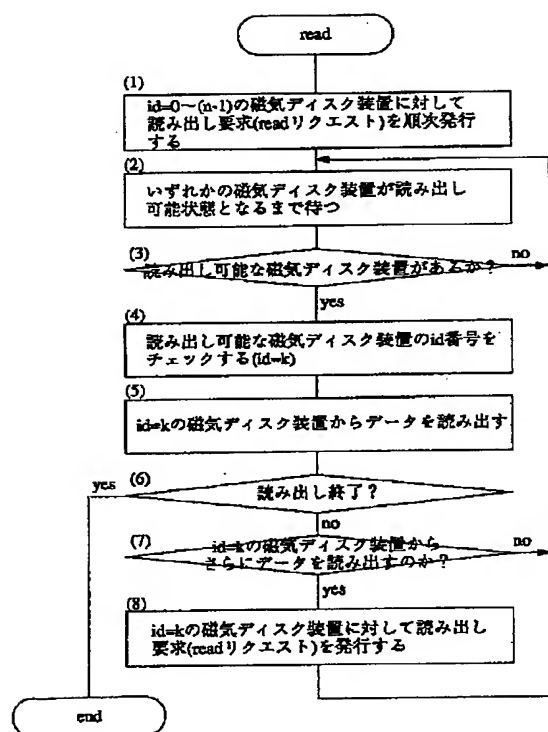 read
(1)
id=0～(n-1)の磁気ディスク装置に対して
読み出し要求(readリクエスト)を順次発行
する
(2)
いずれかの磁気ディスク装置が読み出し
可能状態となるまで待つ
(3)
読み出し可能な磁気ディスク装置があるか？
no
yes
(4)
読み出し可能な磁気ディスク装置のid番号を
チェックする(id=k)
(5)
id=kの磁気ディスク装置からデータを読み出す
(6)
yes
読み出し終了？
no
(7)
id=kの磁気ディスク装置から
さらにデータを読み出すのか？
no
yes
(8)
id=kの磁気ディスク装置に対して読み出し
要求(readリクエスト)を発行する
end